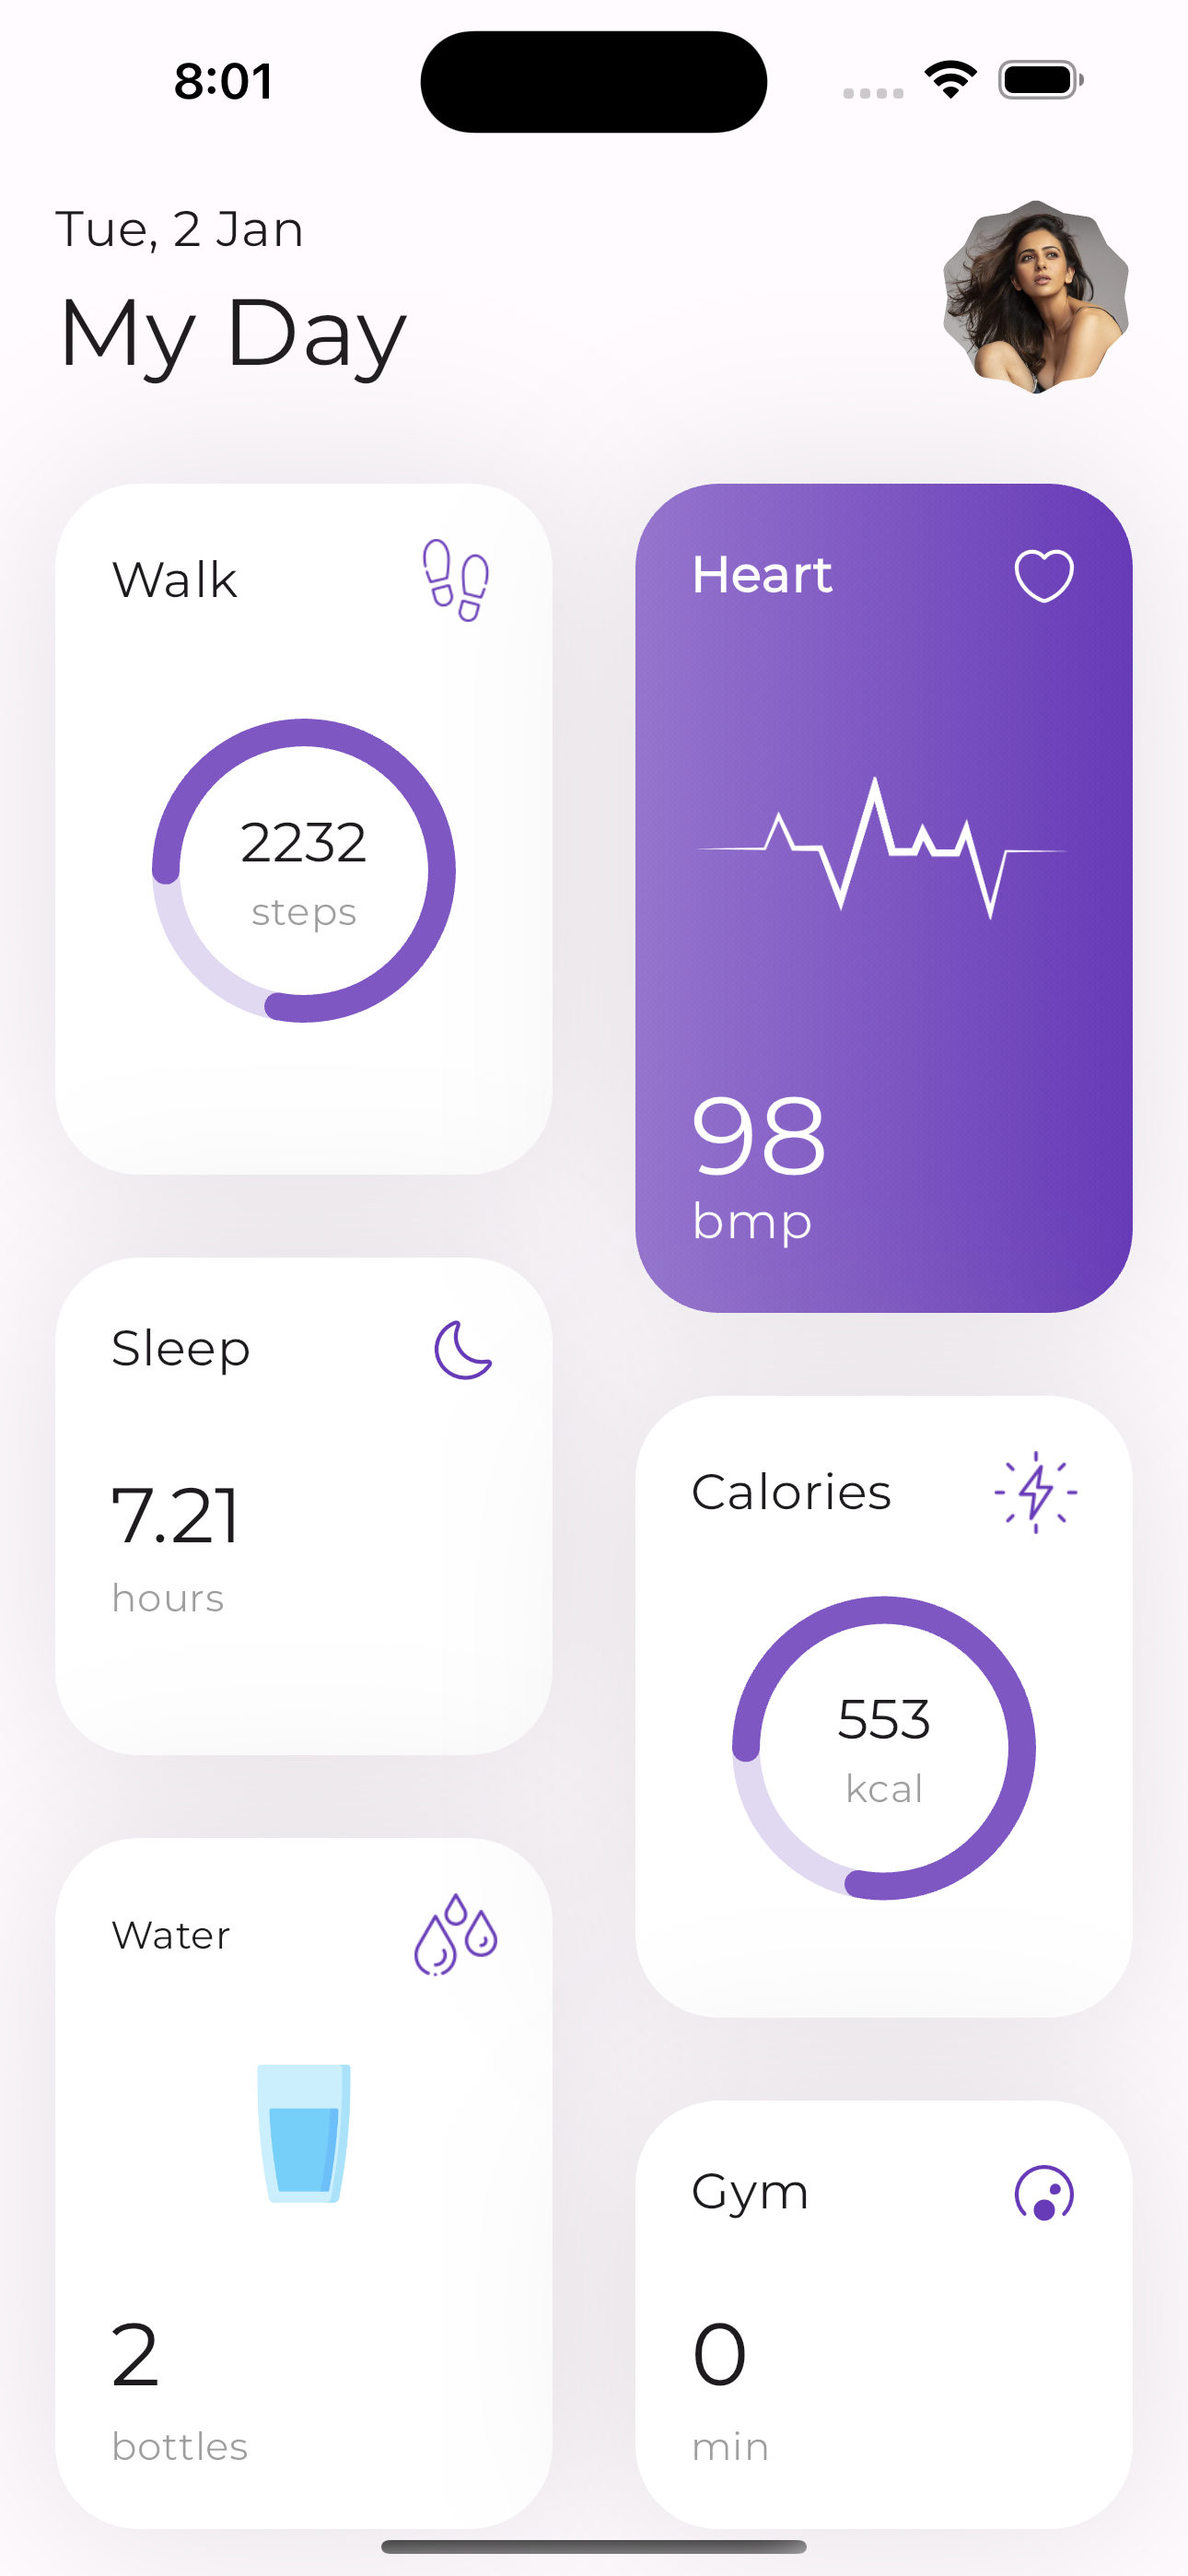 8:01
Tue, 2 Jan
My Day
Walk
2232
steps
Heart
98
bmp
Sleep
7.21
hours
Calories
553
kcal
Water
2
bottles
Gym
0
min